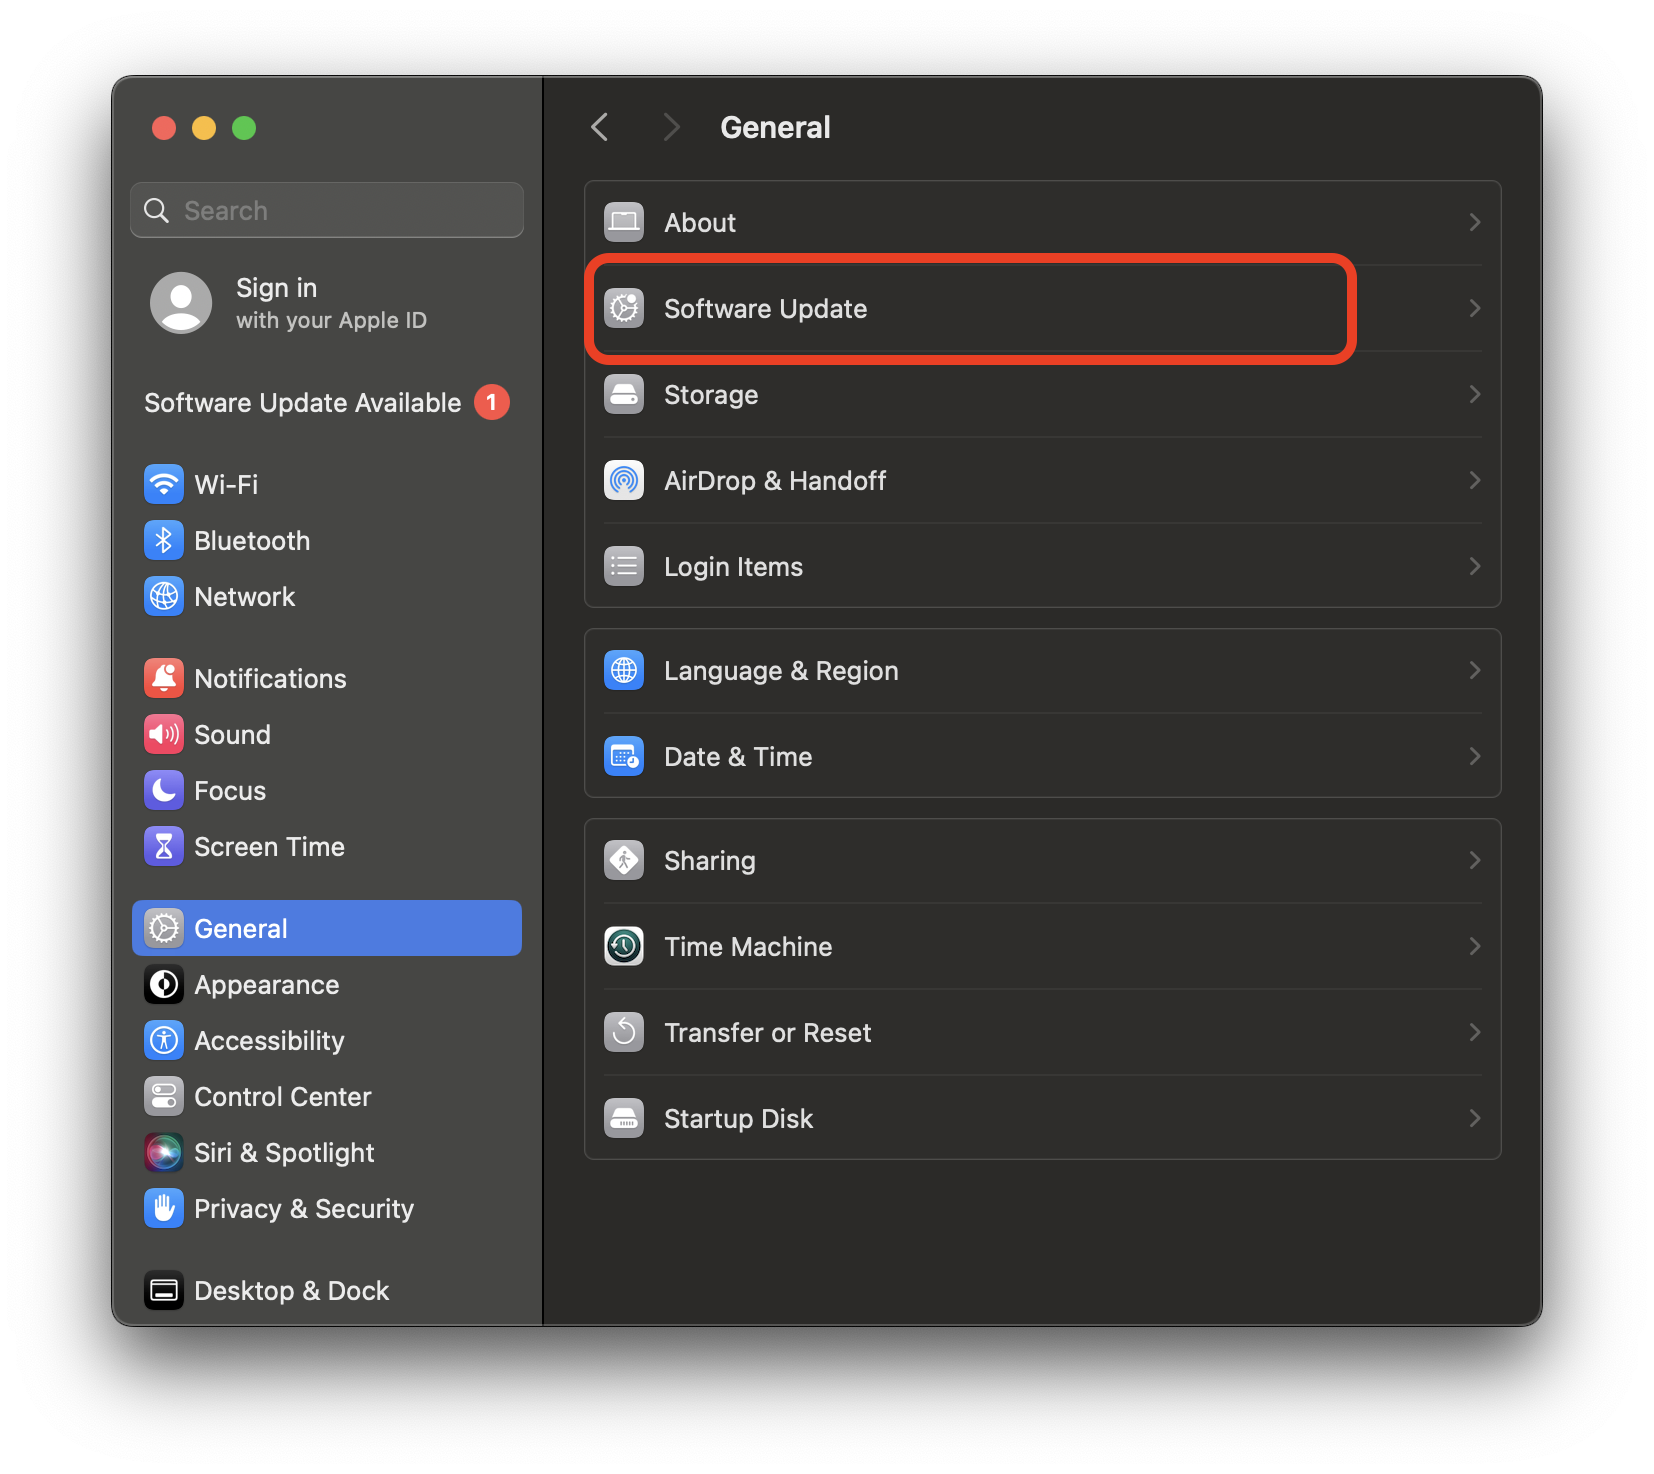 Search
Sign in
with your Apple ID
Software Update Available 1
Wi-Fi
Bluetooth
Network
Notifications
Sound
Focus
Screen Time
General
Appearance
Accessibility
Control Center
Siri & Spotlight
Privacy & Security
Desktop & Dock
General
About
Software Update
Storage
AirDrop & Handoff
Login Items
Language & Region
Date & Time
Sharing
Time Machine
Transfer or Reset
Startup Disk